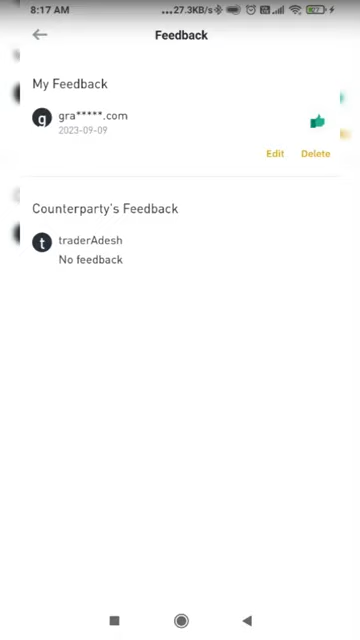 8:17 AM
...27.3KB/s
Feedback
My Feedback
g
gra*****.com
2023-09-09
Edit Delete
Counterparty's Feedback
t
traderAdesh
No feedback